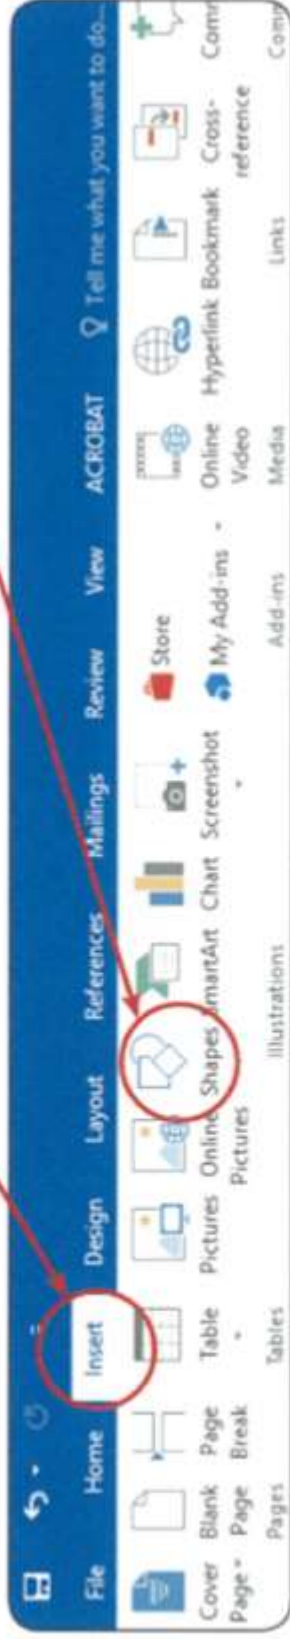 Tell me what you want to do...
File Home Insert Design Layout References Mailings Review View ACROBAT
Cover Page
Blank Page
Page Break
Table
Pictures
Online Pictures
Shapes
SmartArt
Chart
Screenshot
Store
My Add-ins
Online Video
Hyperlink
Bookmark
Cross-reference
Pages
Tables
Illustrations
Add-ins
Media
Links